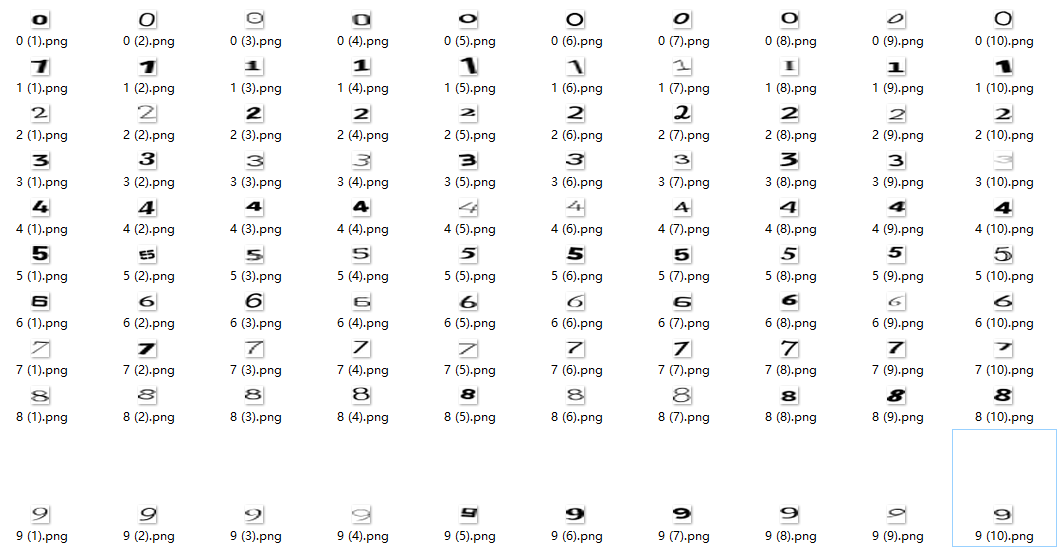 0 0 0 0 0 0 0 0 0 0
0 (1).png 0 (2).png 0 (3).png 0 (4).png 0 (5).png 0 (6).png 0 (7).png 0 (8).png 0 (9).png 0 (10).png
1 1 1 1 1 1 1 1 1 1
1 (1).png 1 (2).png 1 (3).png 1 (4).png 1 (5).png 1 (6).png 1 (7).png 1 (8).png 1 (9).png 1 (10).png
2 2 2 2 2 2 2 2 2 2
2 (1).png 2 (2).png 2 (3).png 2 (4).png 2 (5).png 2 (6).png 2 (7).png 2 (8).png 2 (9).png 2 (10).png
3 3 3 3 3 3 3 3 3 3
3 (1).png 3 (2).png 3 (3).png 3 (4).png 3 (5).png 3 (6).png 3 (7).png 3 (8).png 3 (9).png 3 (10).png
4 4 4 4 4 4 4 4 4 4
4 (1).png 4 (2).png 4 (3).png 4 (4).png 4 (5).png 4 (6).png 4 (7).png 4 (8).png 4 (9).png 4 (10).png
5 5 5 5 5 5 5 5 5 5
5 (1).png 5 (2).png 5 (3).png 5 (4).png 5 (5).png 5 (6).png 5 (7).png 5 (8).png 5 (9).png 5 (10).png
6 6 6 6 6 6 6 6 6 6
6 (1).png 6 (2).png 6 (3).png 6 (4).png 6 (5).png 6 (6).png 6 (7).png 6 (8).png 6 (9).png 6 (10).png
7 7 7 7 7 7 7 7 7 7
7 (1).png 7 (2).png 7 (3).png 7 (4).png 7 (5).png 7 (6).png 7 (7).png 7 (8).png 7 (9).png 7 (10).png
8 8 8 8 8 8 8 8 8 8
8 (1).png 8 (2).png 8 (3).png 8 (4).png 8 (5).png 8 (6).png 8 (7).png 8 (8).png 8 (9).png 8 (10).png
9 9 9 9 9 9 9 9 9 9
9 (1).png 9 (2).png 9 (3).png 9 (4).png 9 (5).png 9 (6).png 9 (7).png 9 (8).png 9 (9).png 9 (10).png